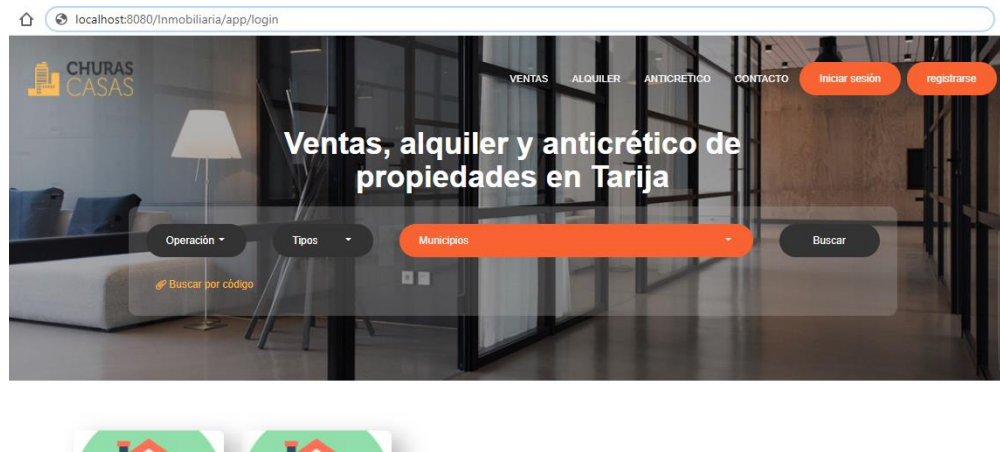 localhost:8080/Inmobiliaria/app/login
CHURAS
CASAS
VENTAS ALQUILER ANTICRETICO CONTACTO Iniciar sesión registrarse
Ventas, alquiler y anticrético de
propiedades en Tarija
Operación Tipos Municipios Buscar
Buscar por código